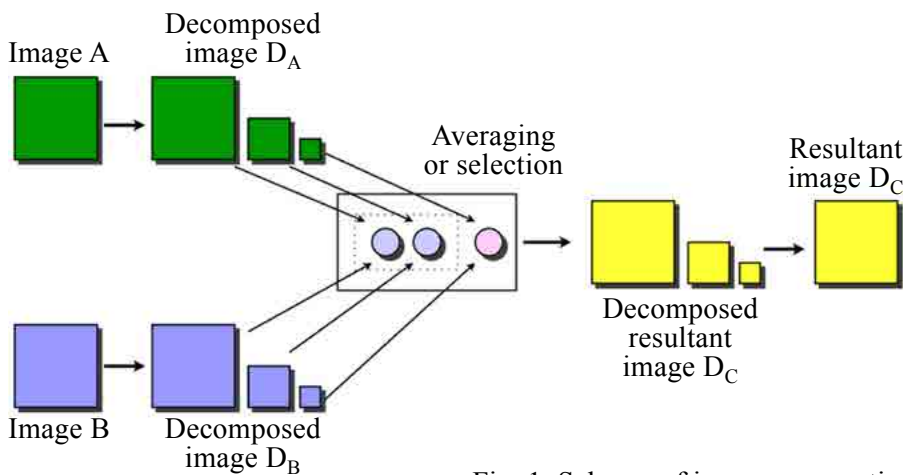 Image A
Decomposed
image D_A
Averaging
or selection
Resultant
image D_C
Decomposed
resultant
image D_C
Image B
Decomposed
image D_B